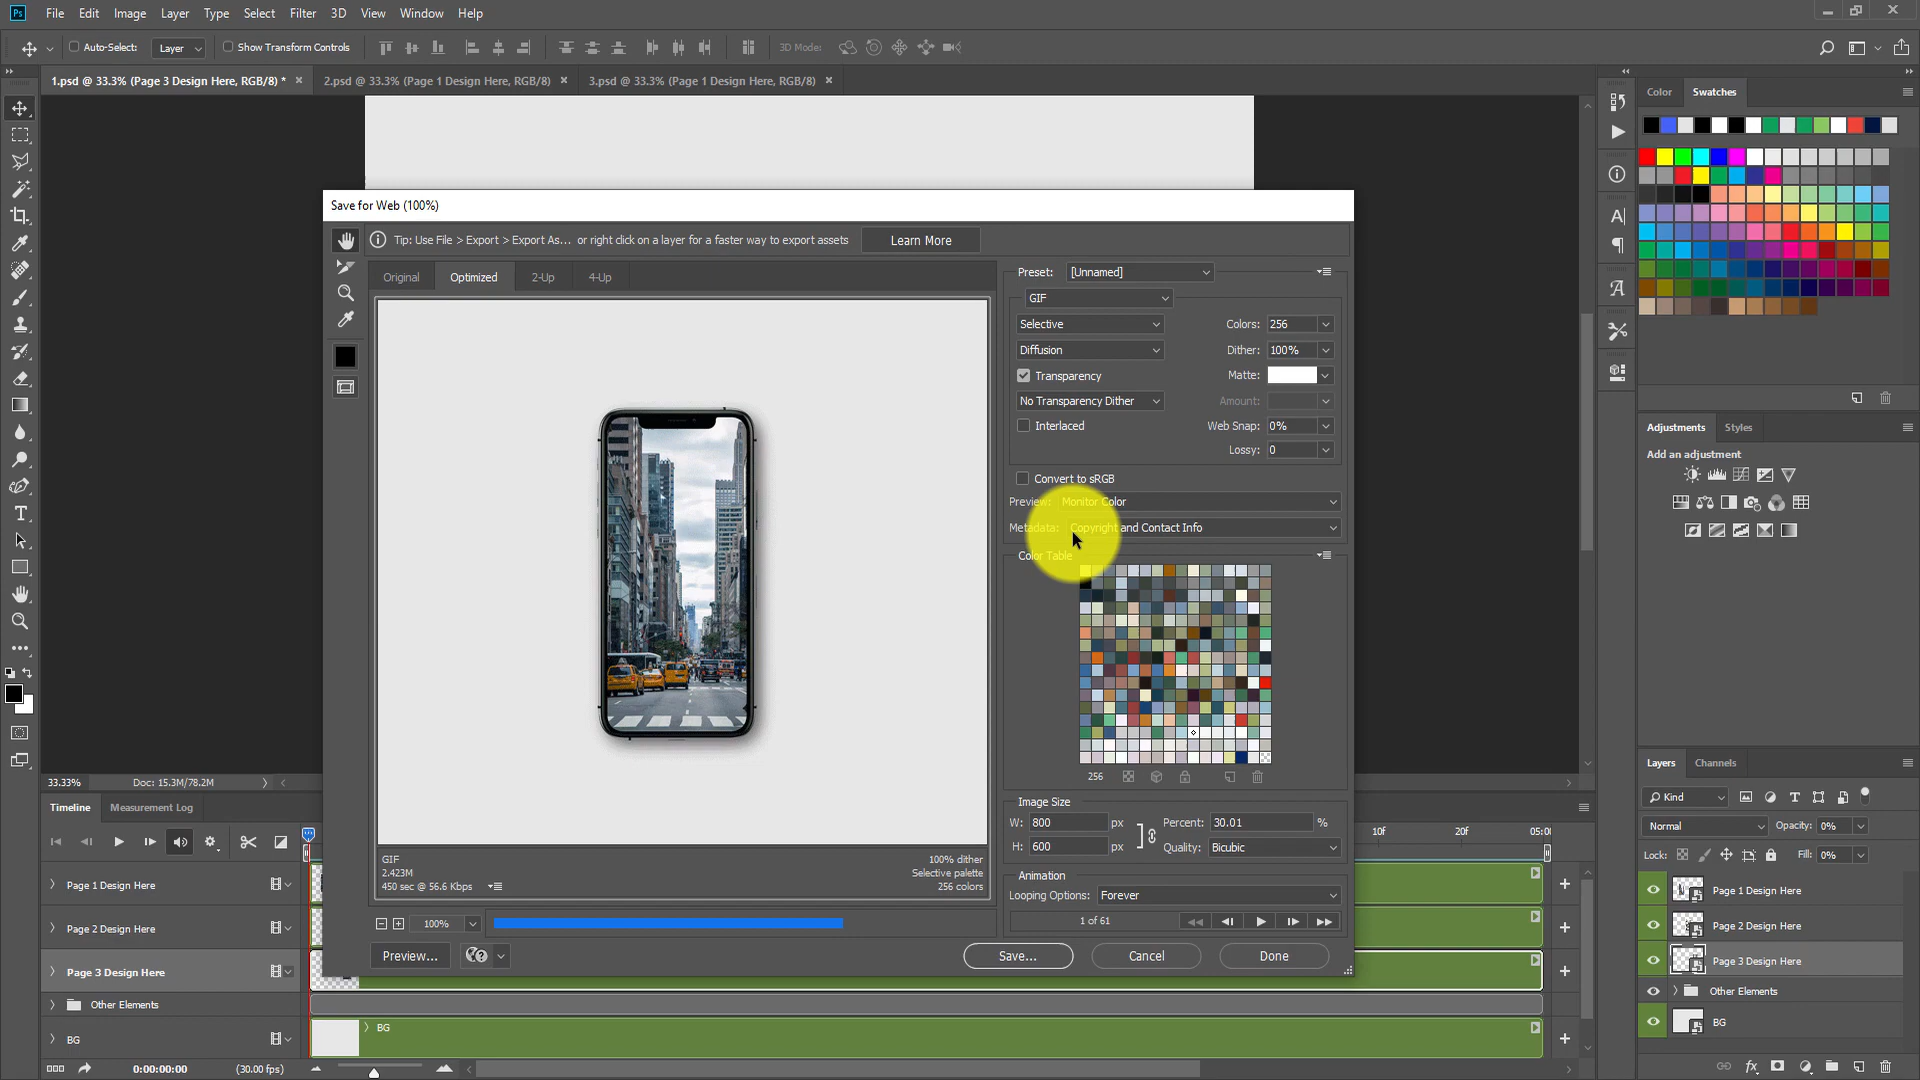 Ps File Edit Image Layer Type Select Filter 3D View Window Help
Auto-Select: Layer Show Transform Controls 3D Mode:
1.psd @ 33.3% (Page 3 Design Here, RGB/8) * × 2.psd @ 33.3% (Page 1 Design Here, RGB/8) × 3.psd @ 33.3% (Page 1 Design Here, RGB/8) ×
Color Swatches
Save for Web (100%)
Tip: Use File > Export > Export As... or right click on a layer for a faster way to export assets Learn More
Original Optimized 2-Up 4-Up
Preset: [Unnamed]
GIF
Selective Colors: 256
Diffusion Dither: 100%
Transparency Matte:
No Transparency Dither Amount:
Interlaced Web Snap: 0%
Lossy: 0
Convert to sRGB
Preview: Monitor Color
Metadata: Copyright and Contact Info
Color Table
256
Image Size
W: 800 px Percent: 30.01 %
H: 600 px Quality: Bicubic
Animation
Looping Options: Forever
1 of 61
GIF 100% dither
2.423M Selective palette
450 sec @ 56.6 Kbps 256 colors
100%
Preview... Save... Cancel Done
Adjustments Styles
Add an adjustment
33.33% Doc: 15.3M/78.2M
Timeline Measurement Log
10f 20f 05:0
Page 1 Design Here
Page 2 Design Here
Page 3 Design Here
Other Elements
BG BG
0:00:00:00 (30.00 fps)
Layers Channels
Kind
Normal Opacity: 0%
Lock: Fill: 0%
Page 1 Design Here
Page 2 Design Here
Page 3 Design Here
Other Elements
BG
fx